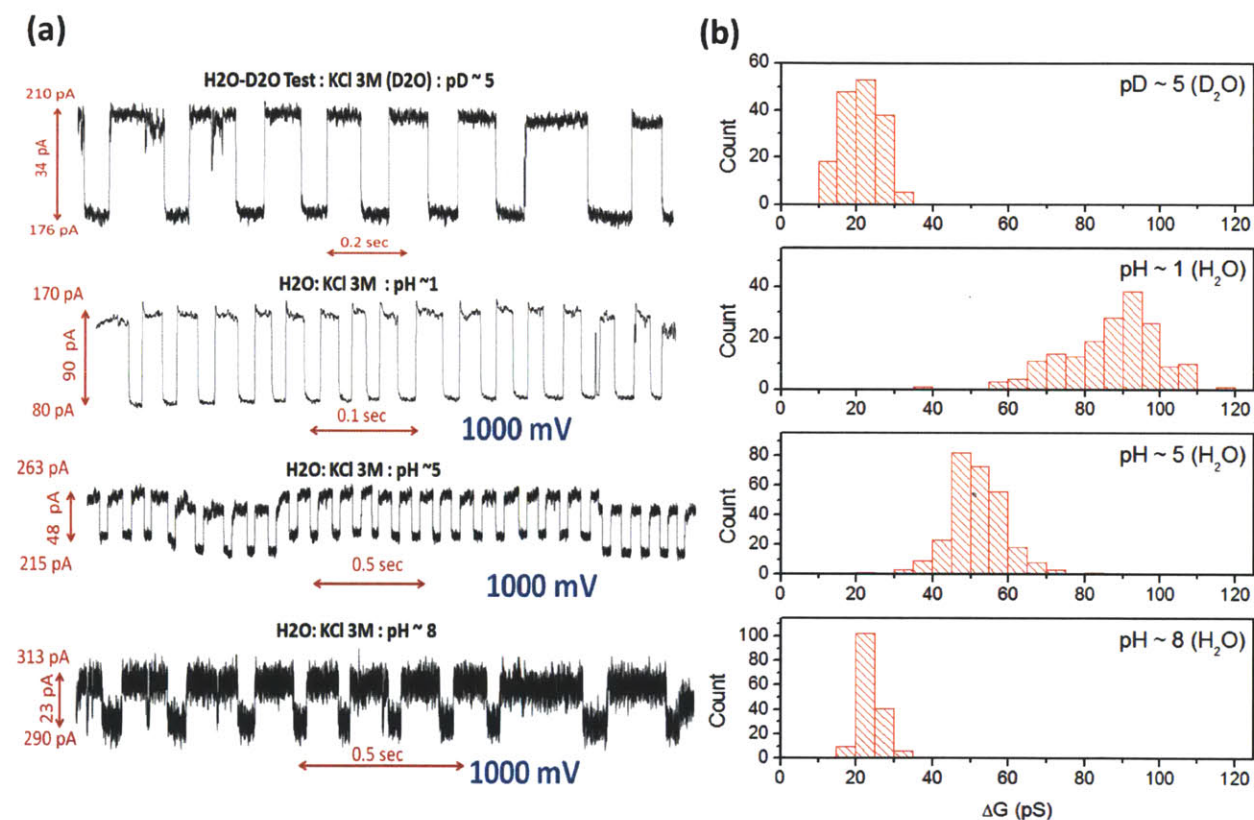 (a)
H2O-D2O Test : KCl 3M (D2O) : pD ~ 5
210 pA
34 pA
176 pA
0.2 sec
H2O: KCl 3M : pH ~1
170 pA
90 pA
80 pA
0.1 sec
1000 mV
H2O: KCl 3M : pH ~5
263 pA
48 pA
215 pA
0.5 sec
1000 mV
H2O: KCl 3M : pH ~ 8
313 pA
23 pA
290 pA
0.5 sec
1000 mV
(b)
pD ~ 5 (D₂O)
Count
60
40
20
0
0 20 40 60 80 100 120
pH ~ 1 (H₂O)
Count
40
20
0
0 20 40 60 80 100 120
pH ~ 5 (H₂O)
Count
80
60
40
20
0
0 20 40 60 80 100 120
pH ~ 8 (H₂O)
Count
100
80
60
40
20
0
0 20 40 60 80 100 120
ΔG (pS)